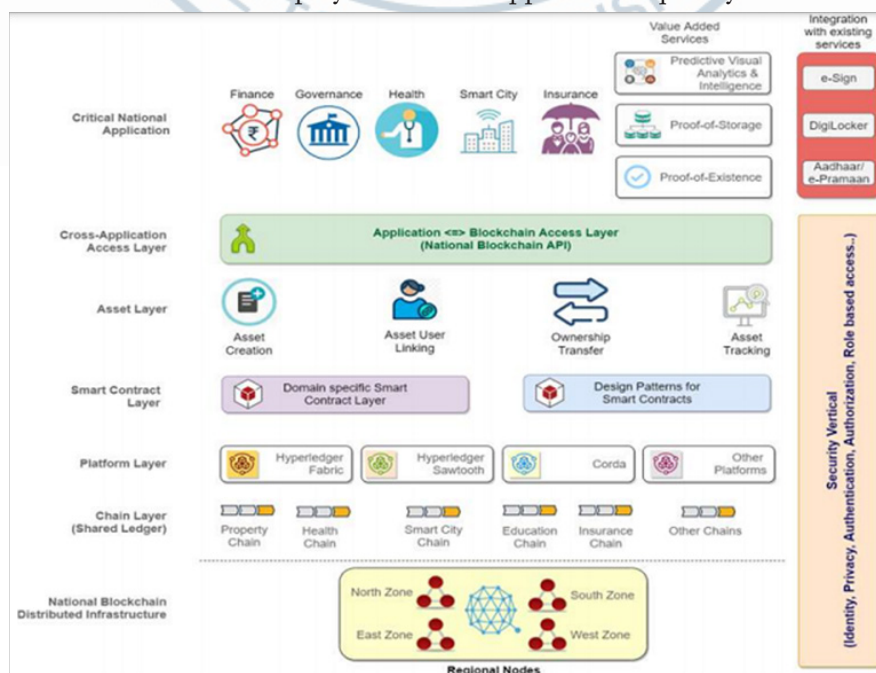 Value Added
Services
Integration
with existing
services
Predictive Visual
Analytics &
Intelligence
e-Sign
Finance
Governance
Health
Smart City
Insurance
Critical National
Application
₹
Proof-of-Storage
DigiLocker
Proof-of-Existence
Aadhaar/
e-Pramaan
Cross-Application
Access Layer
Application <=> Blockchain Access Layer
(National Blockchain API)
Asset Layer
Asset
Creation
Asset User
Linking
Ownership
Transfer
Asset
Tracking
Smart Contract
Layer
Domain specific Smart
Contract Layer
Design Patterns for
Smart Contracts
Platform Layer
Hyperledger
Fabric
Hyperledger
Sawtooth
Corda
Other
Platforms
Chain Layer
(Shared Ledger)
Property
Chain
Health
Chain
Smart City
Chain
Education
Chain
Insurance
Chain
Other Chains
National Blockchain
Distributed Infrastructure
North Zone
South Zone
East Zone
West Zone
Regional Nodes
Security Vertical
(Identity, Privacy, Authentication, Authorization, Role based access..)